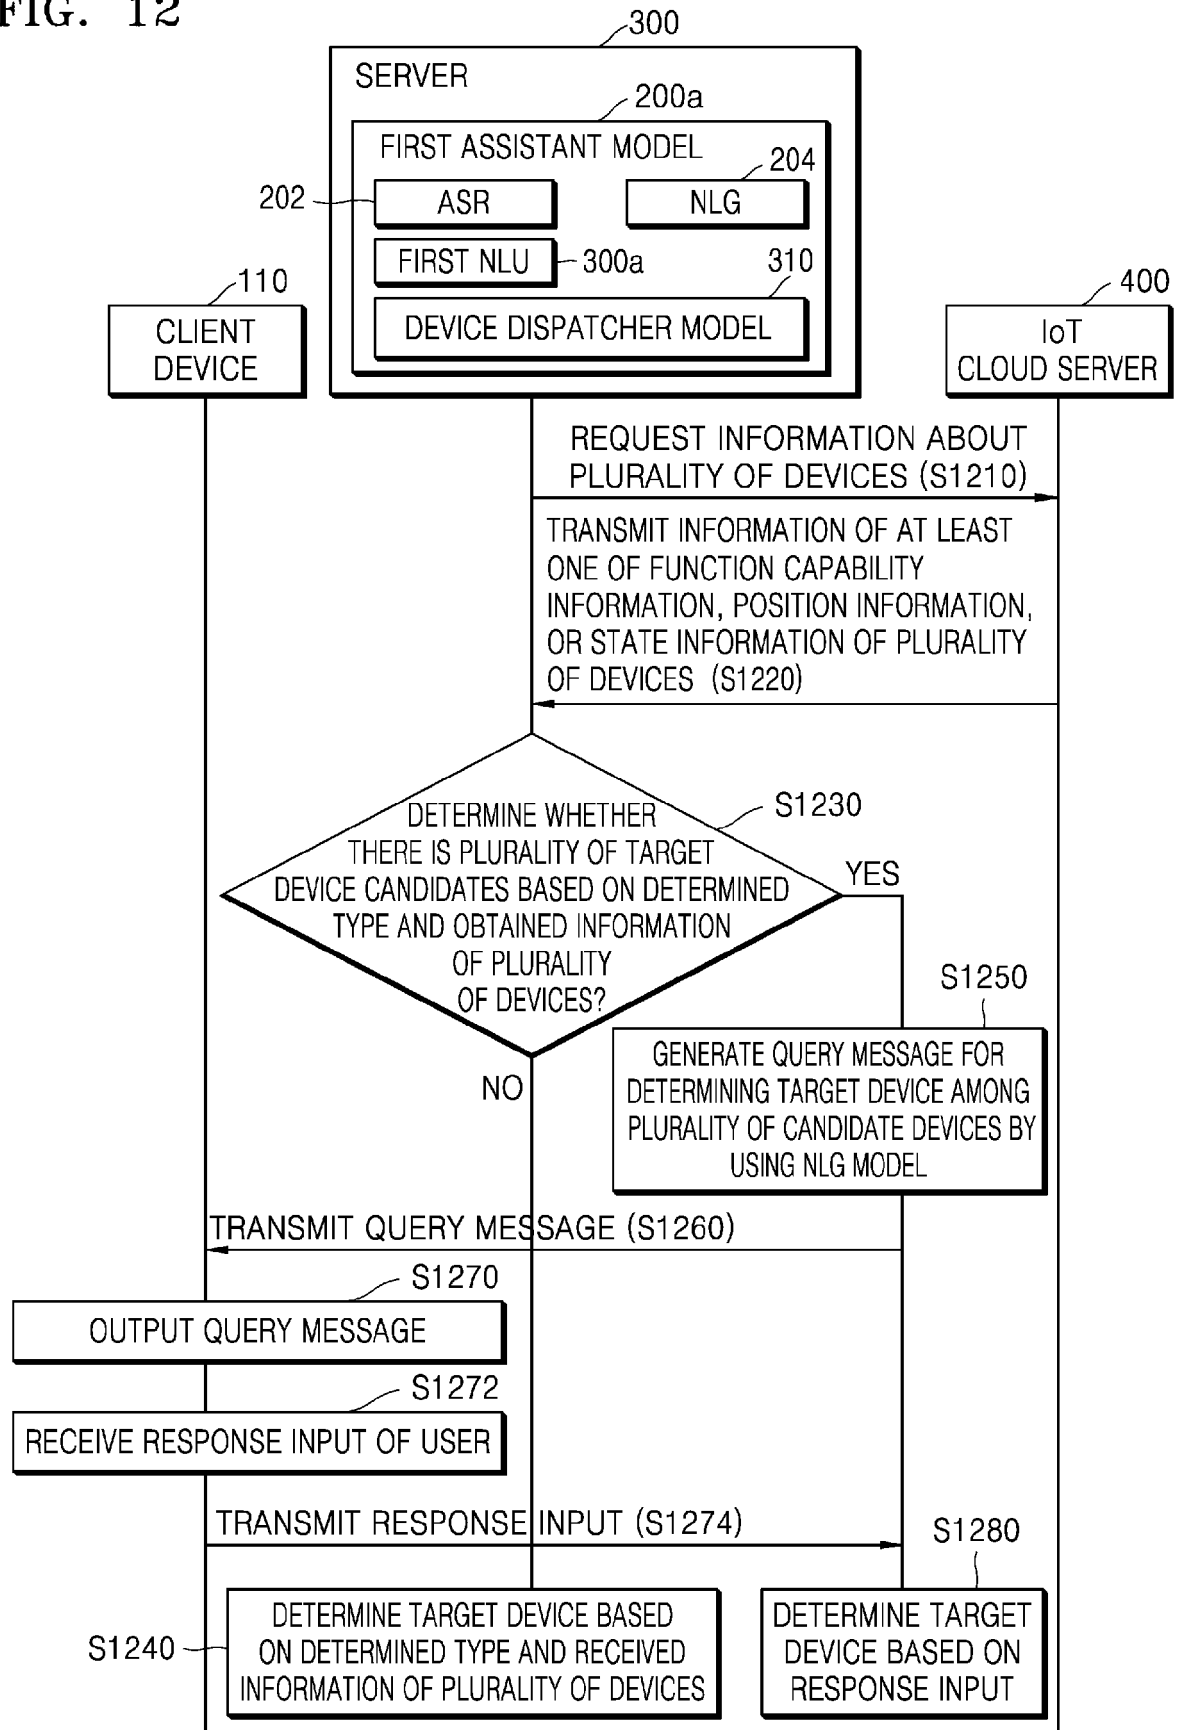 FIG. 12
300
SERVER
200a
FIRST ASSISTANT MODEL
204
202
ASR
NLG
FIRST NLU
300a
310
DEVICE DISPATCHER MODEL
110
CLIENT
DEVICE
400
IoT
CLOUD SERVER
REQUEST INFORMATION ABOUT
PLURALITY OF DEVICES (S1210)
TRANSMIT INFORMATION OF AT LEAST
ONE OF FUNCTION CAPABILITY
INFORMATION, POSITION INFORMATION,
OR STATE INFORMATION OF PLURALITY
OF DEVICES (S1220)
S1230
DETERMINE WHETHER
THERE IS PLURALITY OF TARGET
DEVICE CANDIDATES BASED ON DETERMINED
TYPE AND OBTAINED INFORMATION
OF PLURALITY
OF DEVICES?
YES
NO
S1250
GENERATE QUERY MESSAGE FOR
DETERMINING TARGET DEVICE AMONG
PLURALITY OF CANDIDATE DEVICES BY
USING NLG MODEL
TRANSMIT QUERY MESSAGE (S1260)
S1270
OUTPUT QUERY MESSAGE
S1272
RECEIVE RESPONSE INPUT OF USER
TRANSMIT RESPONSE INPUT (S1274)
S1240
DETERMINE TARGET DEVICE BASED
ON DETERMINED TYPE AND RECEIVED
INFORMATION OF PLURALITY OF DEVICES
S1280
DETERMINE TARGET
DEVICE BASED ON
RESPONSE INPUT